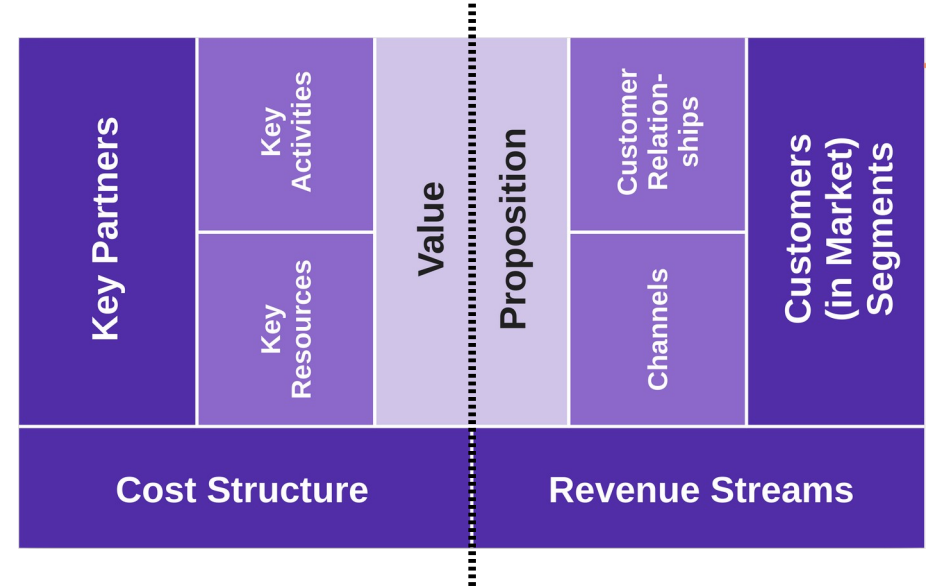 Key Partners
Key
Activities
Key
Resources
Value
Proposition
Customer
Relation-
ships
Channels
Customers
(in Market)
Segments
Cost Structure
Revenue Streams